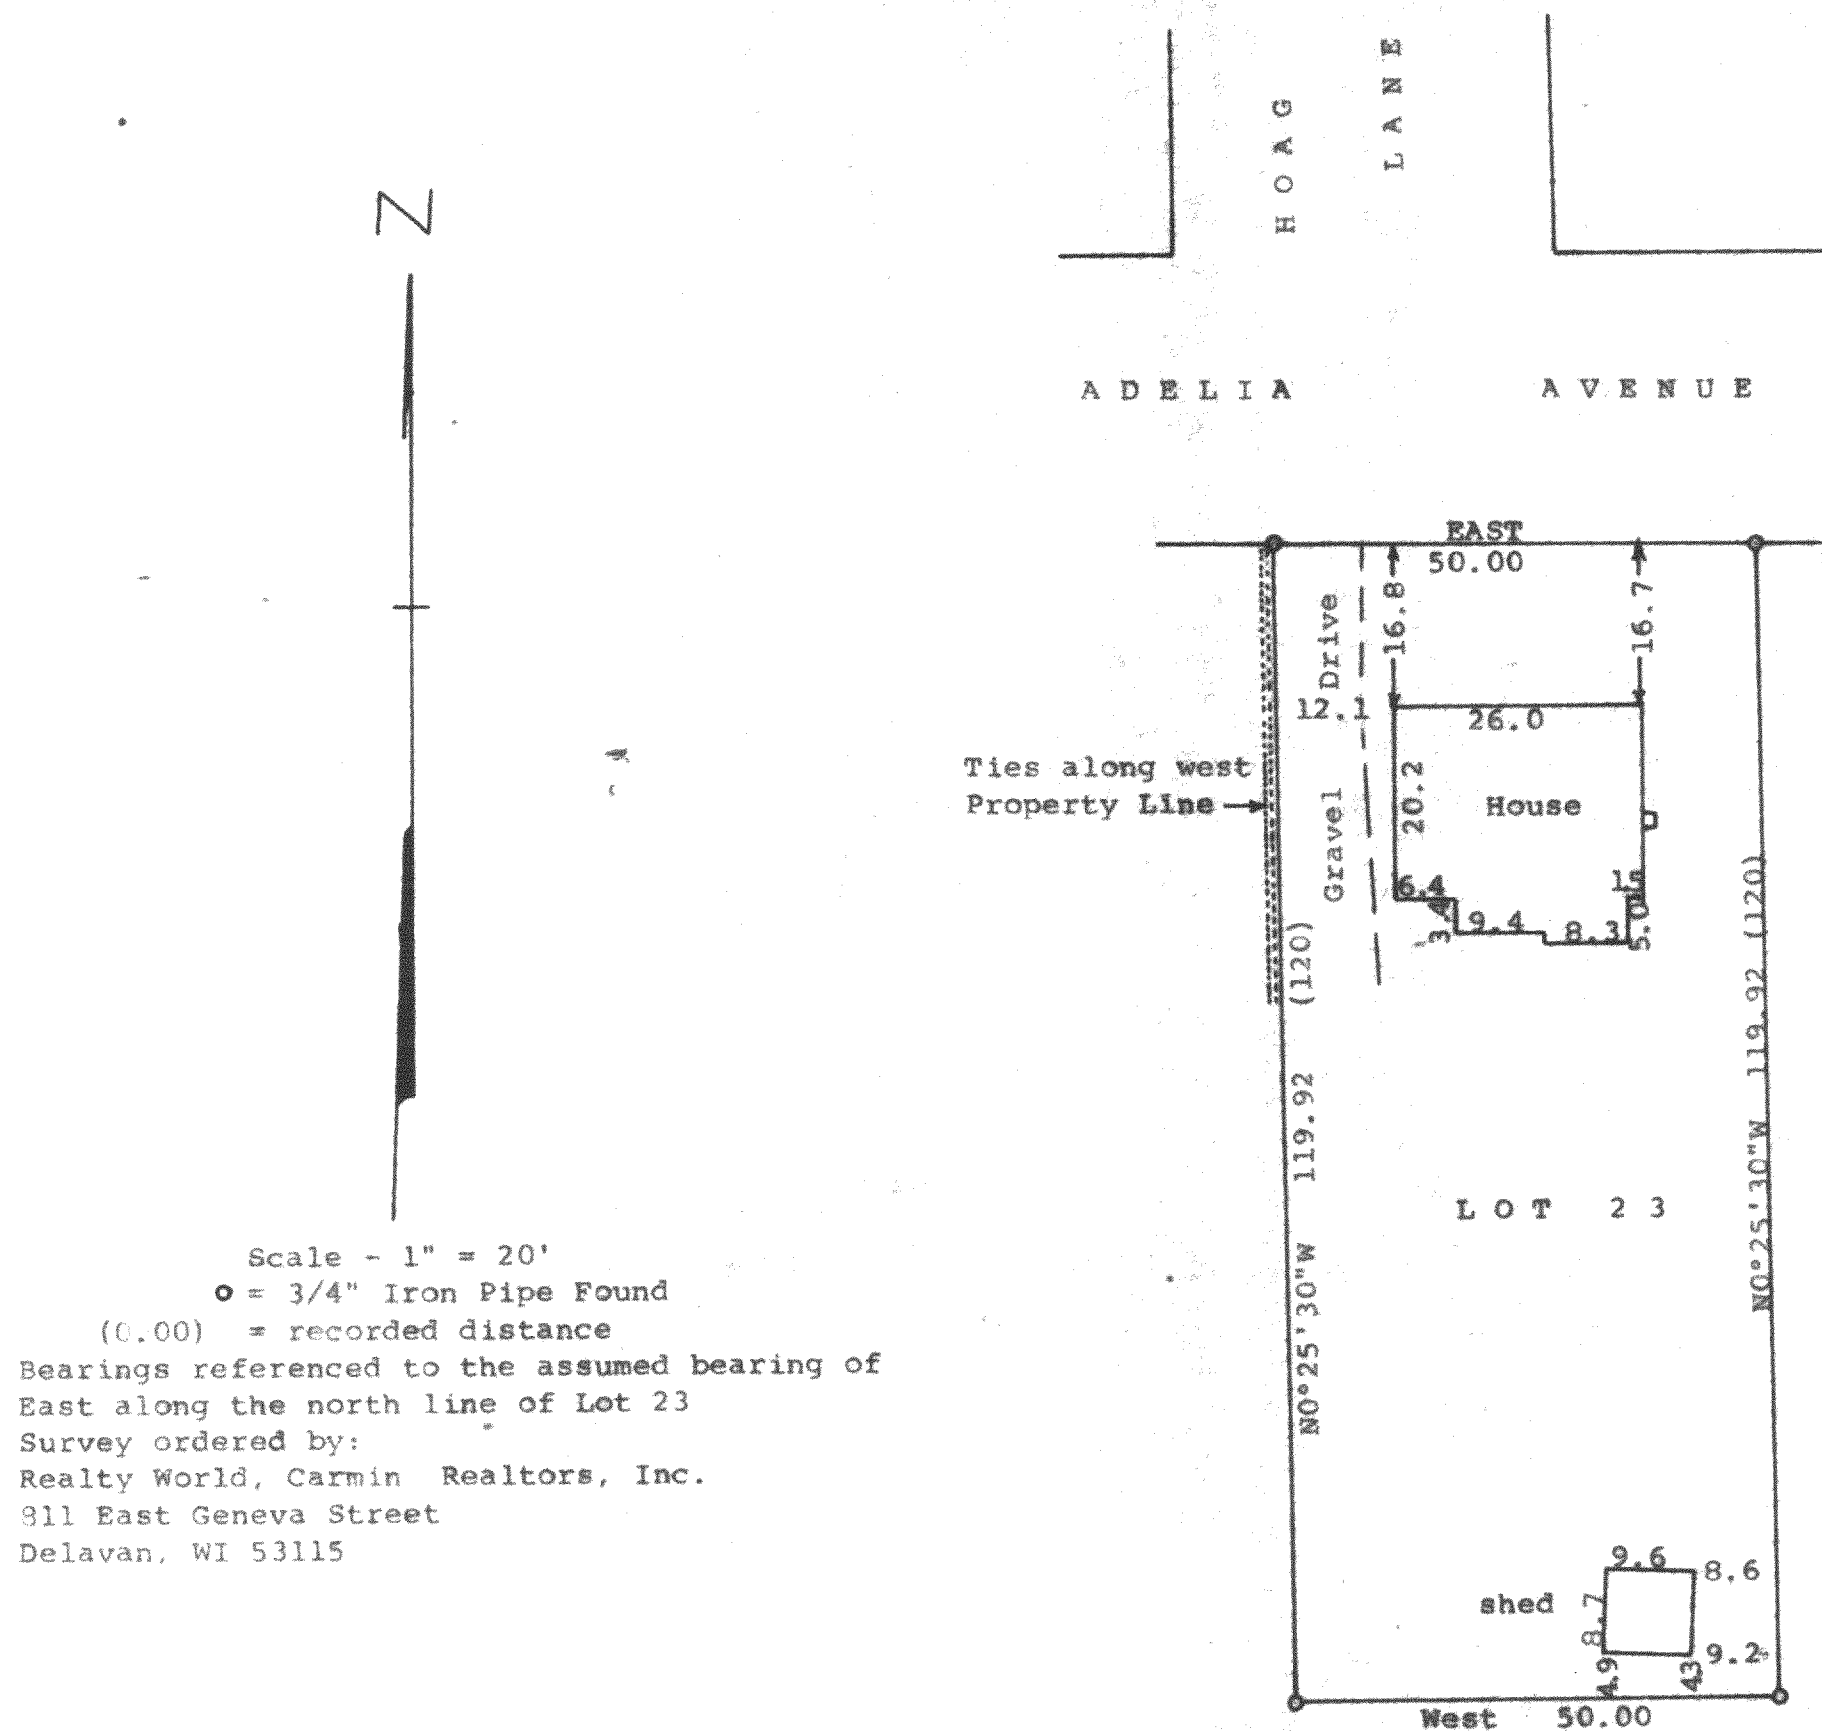 N
HOAG
LANE
ADELIA AVENUE
EAST
50.00
16.8
16.7
Drive
12.1
26.0
Ties along west
Property Line
20.2
House
Gravel
6.4
3.4
9.4
8.3
5.0
(120)
119.92
N0°25'30"W
119.92 (120)
N0°25'30"W
LOT 23
Scale - 1" = 20'
o = 3/4" Iron Pipe Found
(0.00) = recorded distance
Bearings referenced to the assumed bearing of
East along the north line of Lot 23
Survey ordered by:
Realty World, Carmin Realtors, Inc.
811 East Geneva Street
Delavan, WI 53115
9.6
8.6
shed
8.7
9.2
4.9
43
West 50.00